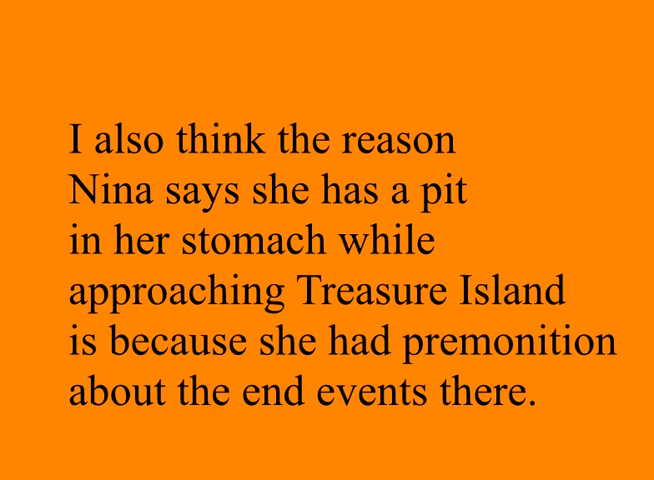 I also think the reason
Nina says she has a pit
in her stomach while
approaching Treasure Island
is because she had premonition
about the end events there.